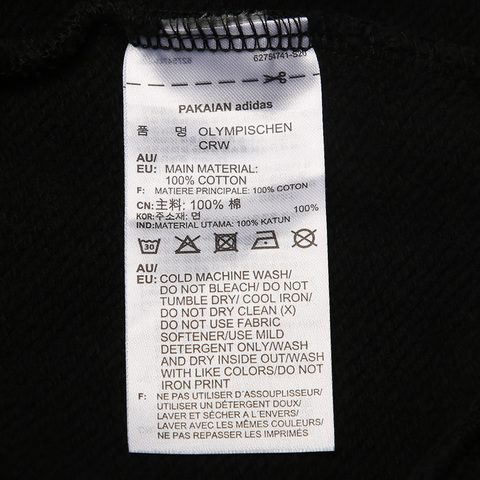 62754741-S20
PAKAIAN adidas
품 명 OLYMPISCHEN
CRW
AU/
EU: MAIN MATERIAL:
100% COTTON
F: MATIERE PRINCIPALE: 100% COTON
CN: 主料: 100% 棉
KOR: 주소재: 면 100%
IND: MATERIAL UTAMA: 100% KATUN
30
AU/
EU: COLD MACHINE WASH/
DO NOT BLEACH/ DO NOT
TUMBLE DRY/ COOL IRON/
DO NOT DRY CLEAN (X)
DO NOT USE FABRIC
SOFTENER/USE MILD
DETERGENT ONLY/WASH
AND DRY INSIDE OUT/WASH
WITH LIKE COLORS/DO NOT
IRON PRINT
F: NE PAS UTILISER D'ASSOUPLISSEUR/
UTILISER UN DÉTERGENT DOUX/
LAVER ET SÉCHER A L'ENVERS/
LAVER AVEC LES MÊMES COULEURS/
NE PAS REPASSER LES IMPRIMÉS